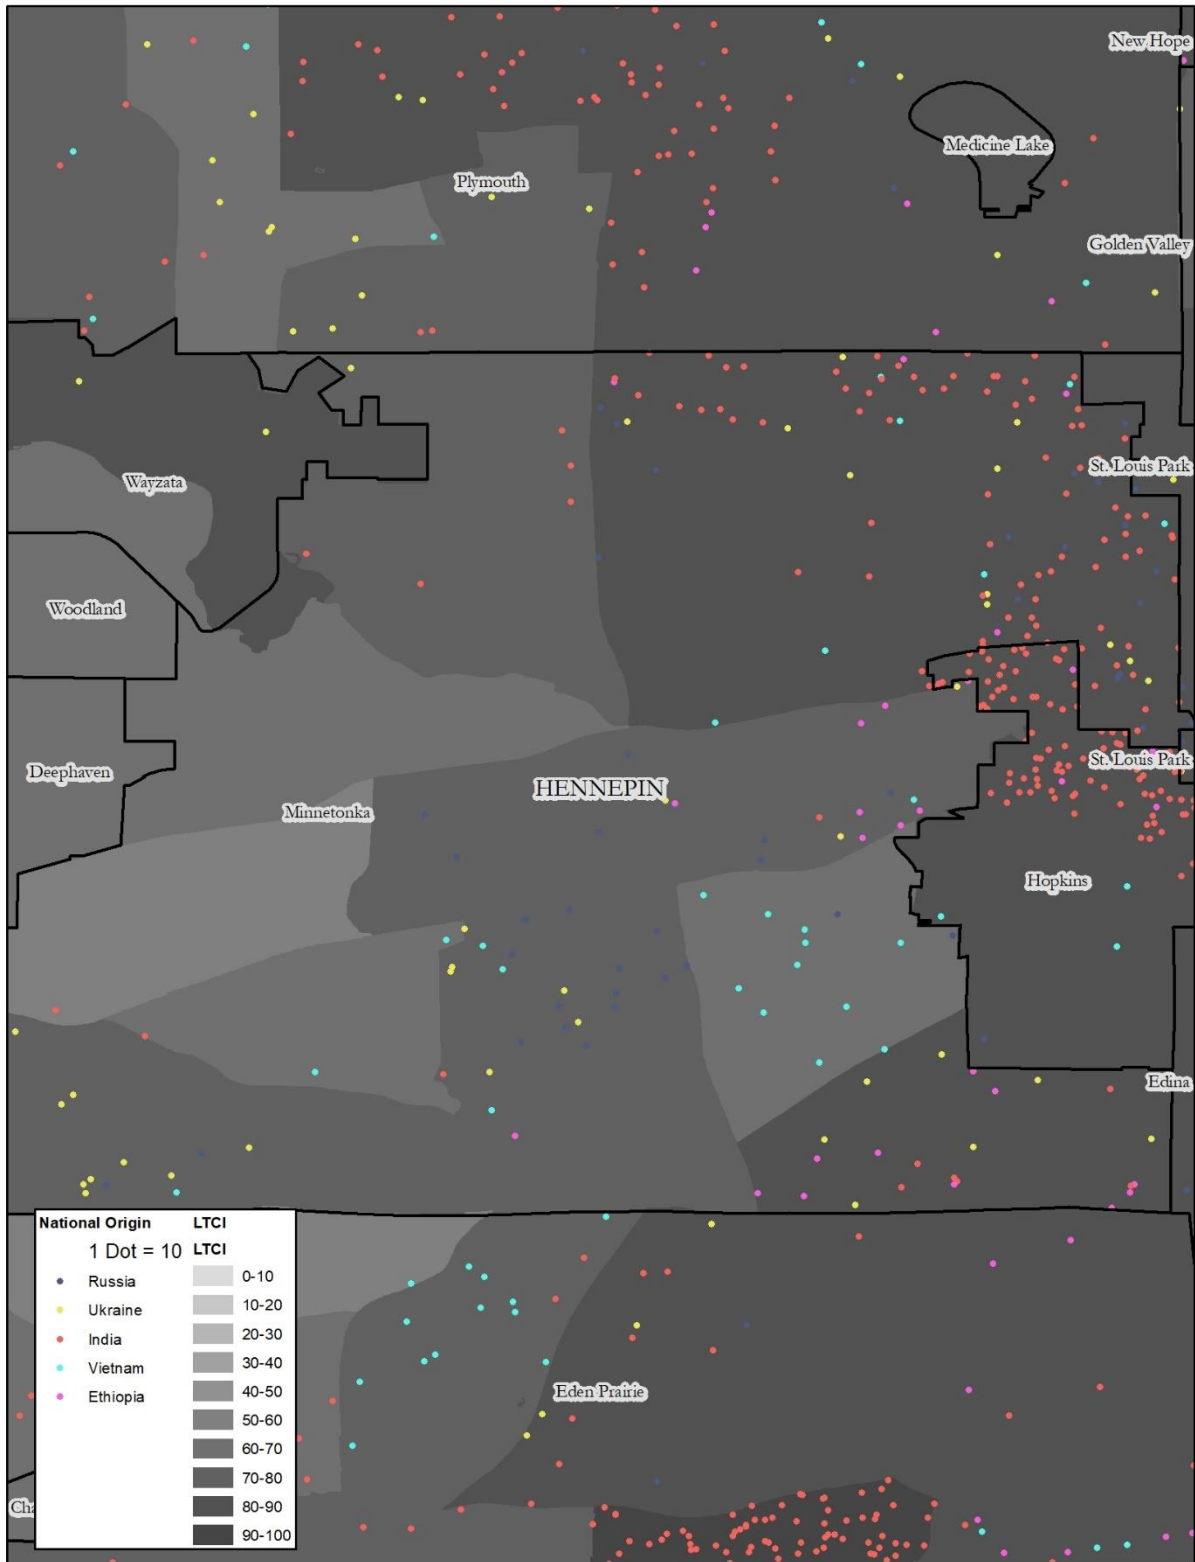 New Hope
Medicine Lake
Plymouth
Golden Valley
St. Louis Park
Wayzata
Woodland
Deephaven
St. Louis Park
HENNEPIN
Minnetonka
Hopkins
Edina
Eden Prairie
Cha
National Origin
1 Dot = 10
Russia
Ukraine
India
Vietnam
Ethiopia
LTCI
LTCI
0-10
10-20
20-30
30-40
40-50
50-60
60-70
70-80
80-90
90-100